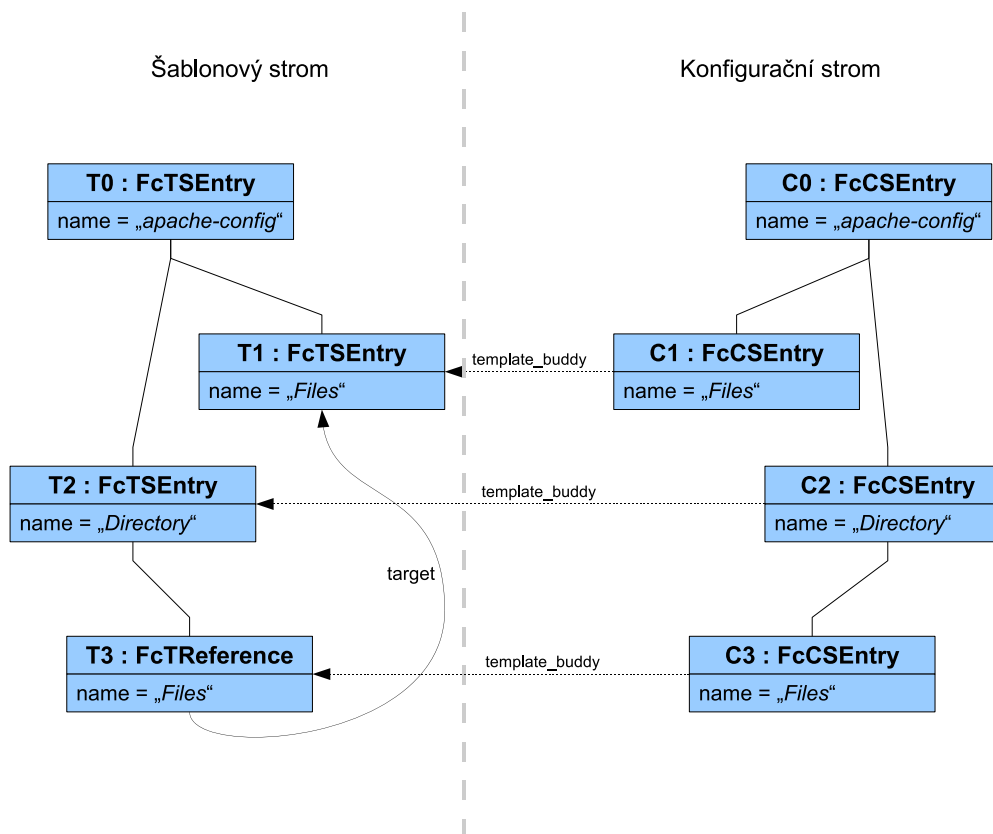 Šablonový strom
Konfigurační strom
T0 : FcTSEntry
name = „apache-config“
C0 : FcCSEntry
name = „apache-config“
T1 : FcTSEntry
name = „Files“
template_buddy
C1 : FcCSEntry
name = „Files“
T2 : FcTSEntry
name = „Directory“
template_buddy
C2 : FcCSEntry
name = „Directory“
target
T3 : FcTReference
name = „Files“
template_buddy
C3 : FcCSEntry
name = „Files“